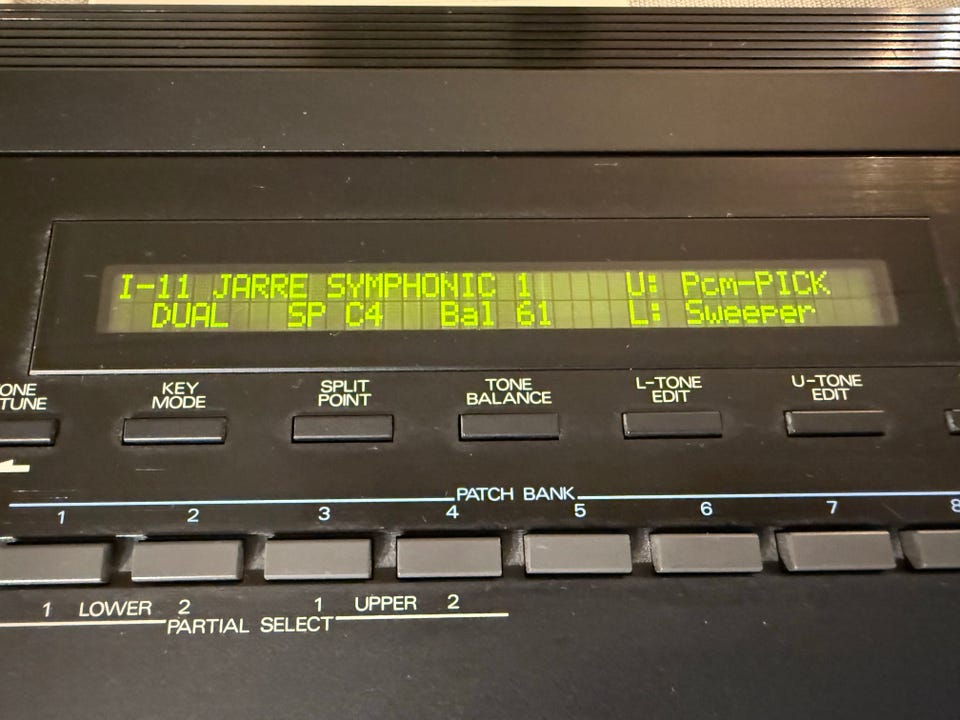 I-11 JARRE SYMPHONIC 1 U: Pcm-PICK
DUAL SP C4 Bal 61 L: Sweeper
ONE TUNE
KEY MODE
SPLIT POINT
TONE BALANCE
L-TONE EDIT
U-TONE EDIT
PATCH BANK
1 2 3 4 5 6 7 8
1 LOWER 2 1 UPPER 2
PARTIAL SELECT